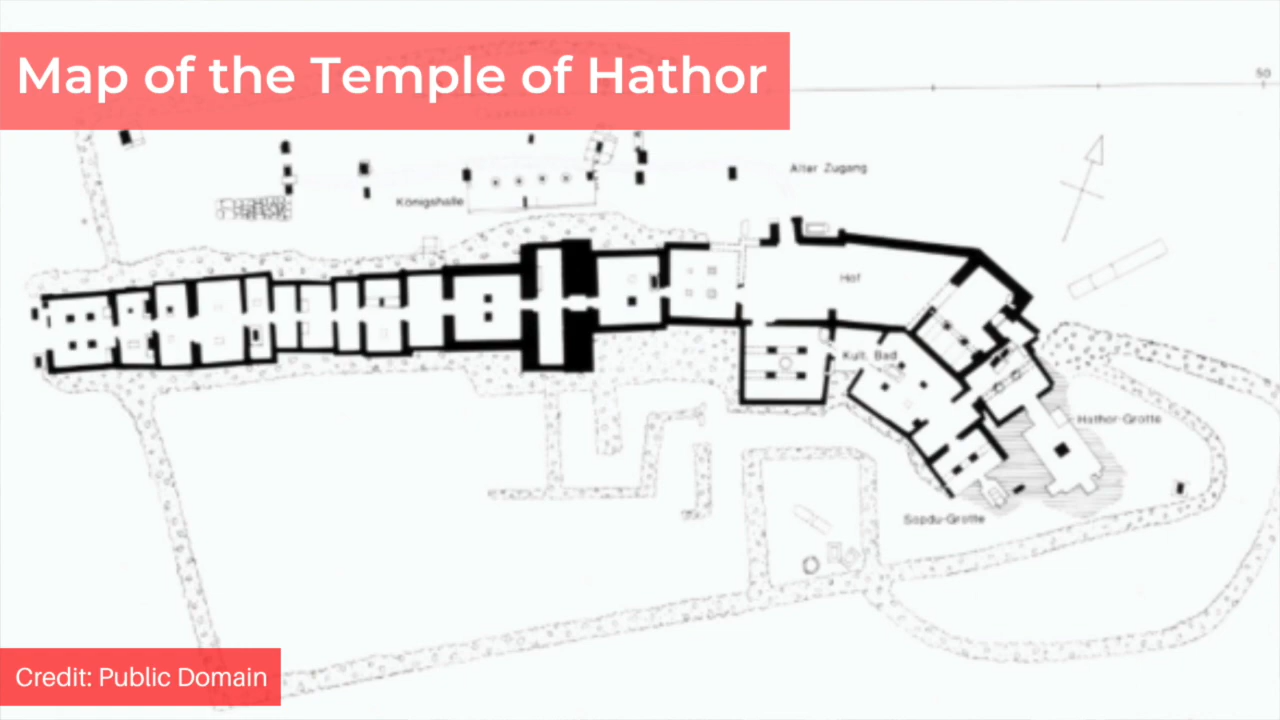 Map of the Temple of Hathor
50
Alter Zugang
Königshalle
Hof
Kult. Bad
Hathor-Grotte
Sopdu-Grotte
Credit: Public Domain